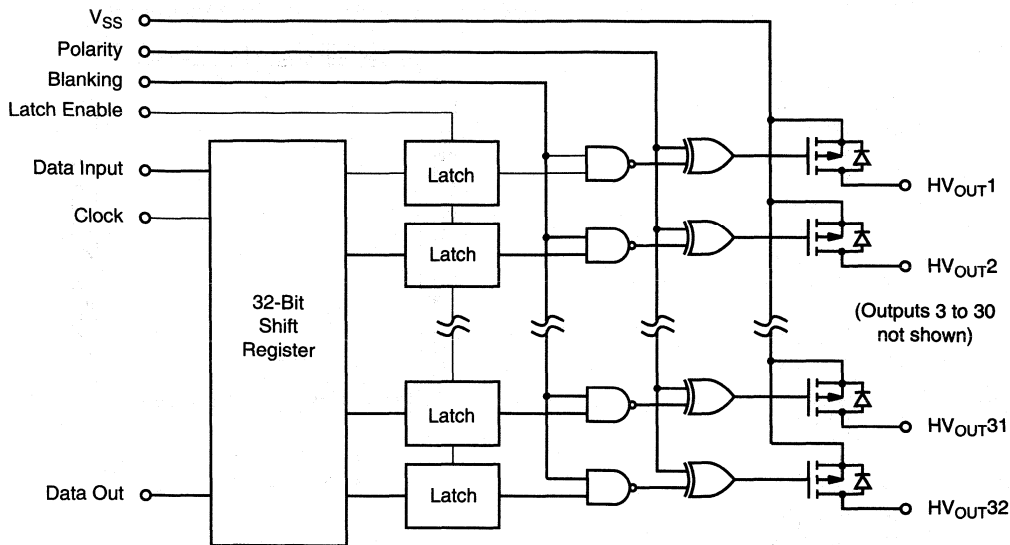 VSS
Polarity
Blanking
Latch Enable
Data Input
Clock
Data Out
32-Bit
Shift
Register
Latch
Latch
Latch
Latch
HVOUT1
HVOUT2
(Outputs 3 to 30
not shown)
HVOUT31
HVOUT32